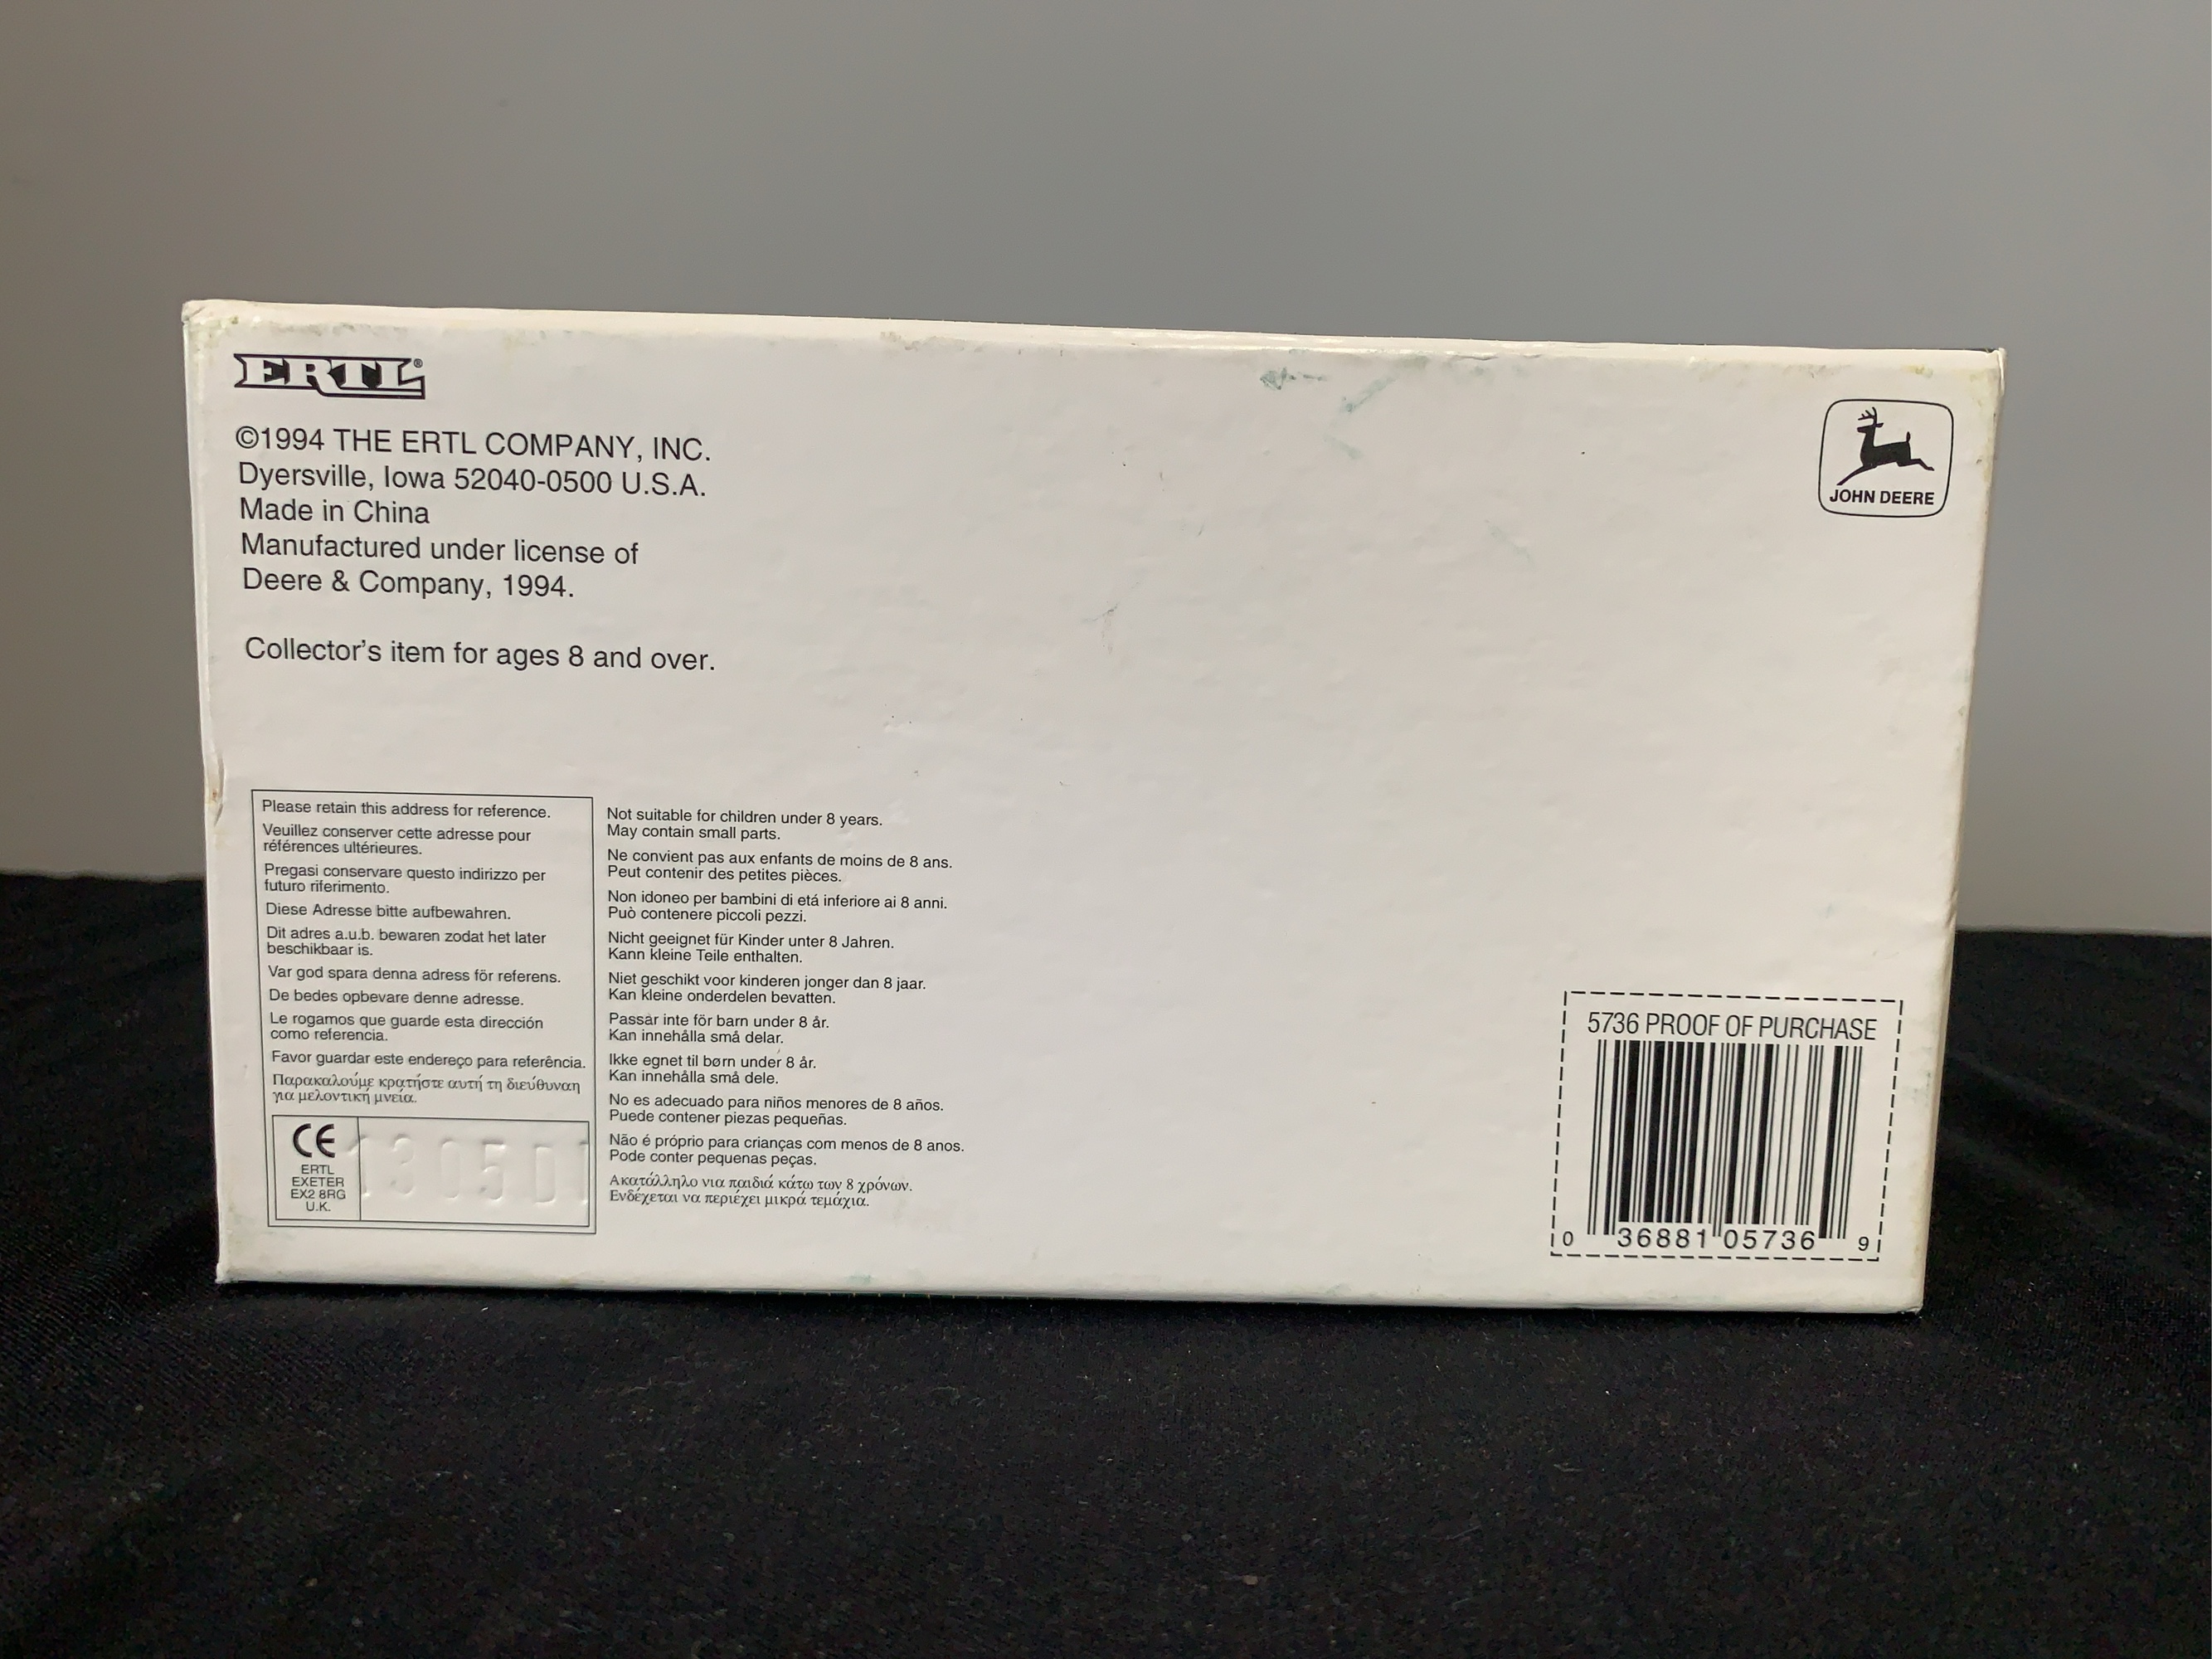 ERTL®
©1994 THE ERTL COMPANY, INC.
Dyersville, Iowa 52040-0500 U.S.A.
Made in China
Manufactured under license of
Deere & Company, 1994.
Collector's item for ages 8 and over.
JOHN DEERE
Please retain this address for reference.
Veuillez conserver cette adresse pour
références ultérieures.
Pregasi conservare questo indirizzo per
futuro riferimento.
Diese Adresse bitte aufbewahren.
Dit adres a.u.b. bewaren zodat het later
beschikbaar is.
Var god spara denna adress för referens.
De bedes opbevare denne adresse.
Le rogamos que guarde esta dirección
como referencia.
Favor guardar este endereço para referência.
Παρακαλούμε κρατήστε αυτή τη διεύθυναη
για μελοντική μνεία.
CE
ERTL
EXETER
EX2 8RG
U.K.
Not suitable for children under 8 years.
May contain small parts.
Ne convient pas aux enfants de moins de 8 ans.
Peut contenir des petites pièces.
Non idoneo per bambini di etá inferiore ai 8 anni.
Può contenere piccoli pezzi.
Nicht geeignet für Kinder unter 8 Jahren.
Kann kleine Teile enthalten.
Niet geschikt voor kinderen jonger dan 8 jaar.
Kan kleine onderdelen bevatten.
Passar inte för barn under 8 år.
Kan innehålla små delar.
Ikke egnet til børn under 8 år.
Kan innehålla små dele.
No es adecuado para niños menores de 8 años.
Puede contener piezas pequeñas.
Não é próprio para crianças com menos de 8 anos.
Pode conter pequenas peças.
Ακατάλληλο νια παιδιά κάτω των 8 χρόνων.
Ενδέχεται να περιέχει μικρά τεμάχια.
5736 PROOF OF PURCHASE
0 36881 05736 9